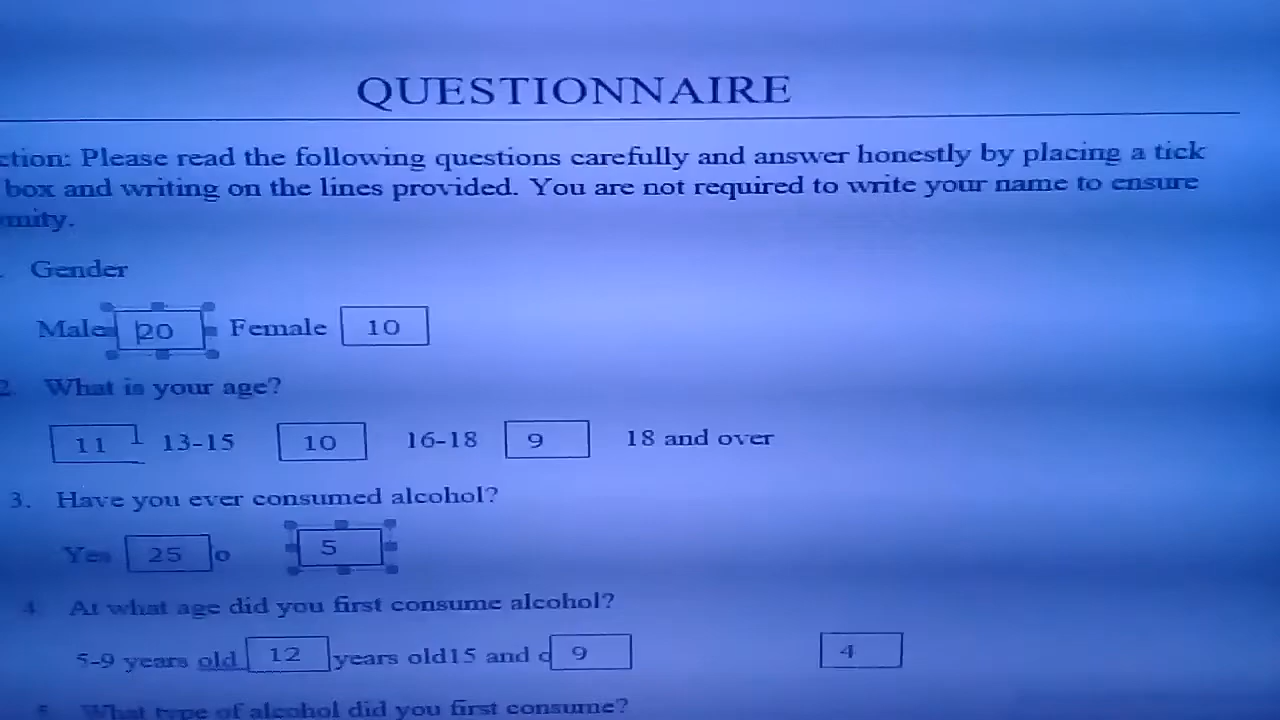 QUESTIONNAIRE
ction: Please read the following questions carefully and answer honestly by placing a tick
box and writing on the lines provided. You are not required to write your name to ensure
mity.
Gender
Male 20 Female 10
2. What is your age?
11 1 13-15 10 16-18 9 18 and over
3. Have you ever consumed alcohol?
Yes 25 o 5
4 At what age did you first consume alcohol?
5-9 years old 12 years old15 and o 9 4
5 What type of alcohol did you first consume?